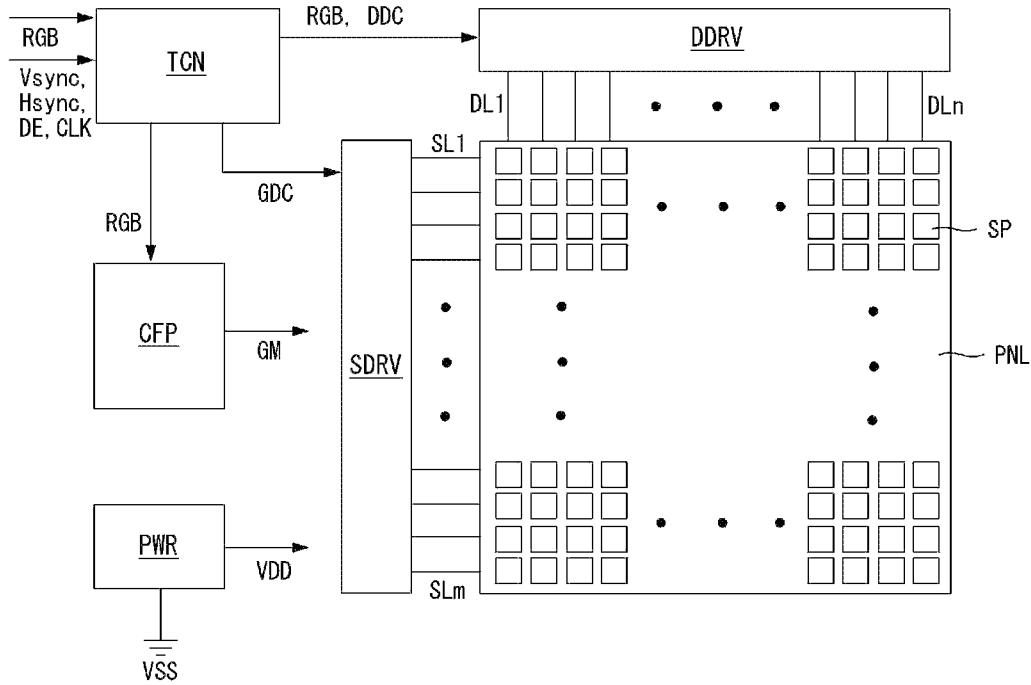 RGB
Vsync,
Hsync,
DE, CLK
TCN
RGB, DDC
DDRV
DL1
DLn
SL1
GDC
RGB
SP
CFP
GM
SDRV
PNL
PWR
VDD
SLm
VSS